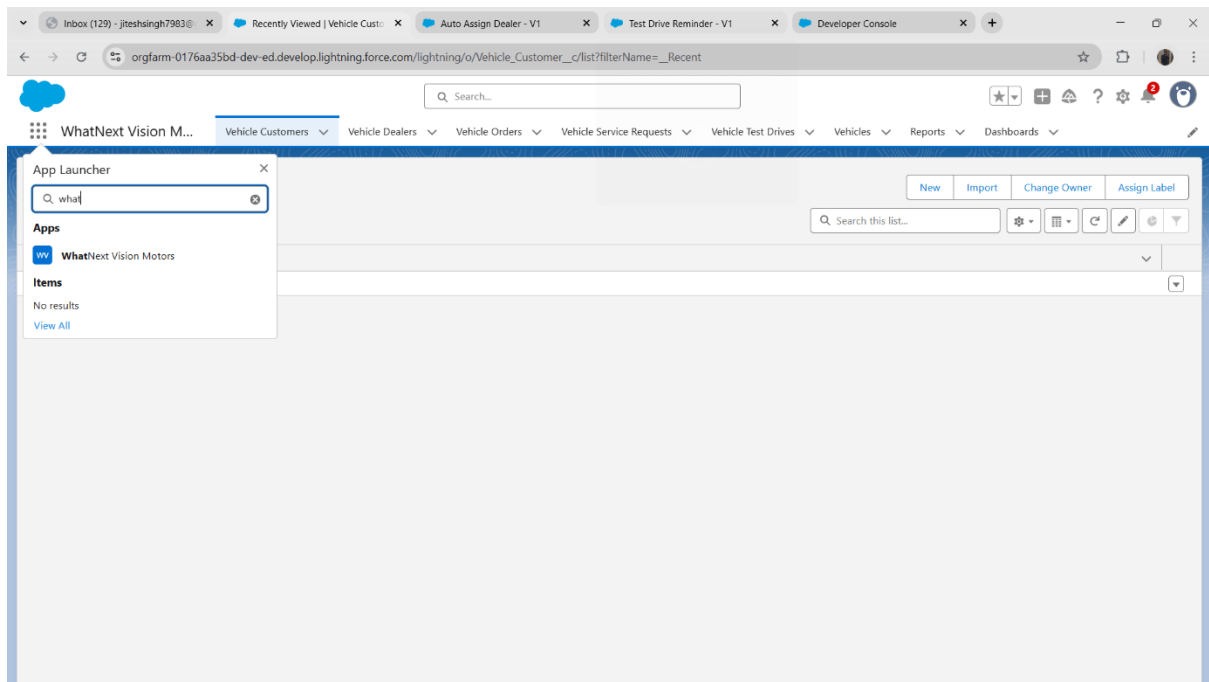 Inbox (129) - jiteshsingh7983@ Recently Viewed | Vehicle Custo Auto Assign Dealer - V1 Test Drive Reminder - V1 Developer Console
orgfarm-0176aa35bd-dev-ed.develop.lightning.force.com/lightning/o/Vehicle_Customer__c/list?filterName=__Recent
Search... 2
WhatNext Vision M... Vehicle Customers Vehicle Dealers Vehicle Orders Vehicle Service Requests Vehicle Test Drives Vehicles Reports Dashboards
App Launcher
New Import Change Owner Assign Label
what
Search this list...
Apps
WV WhatNext Vision Motors
Items
No results
View All